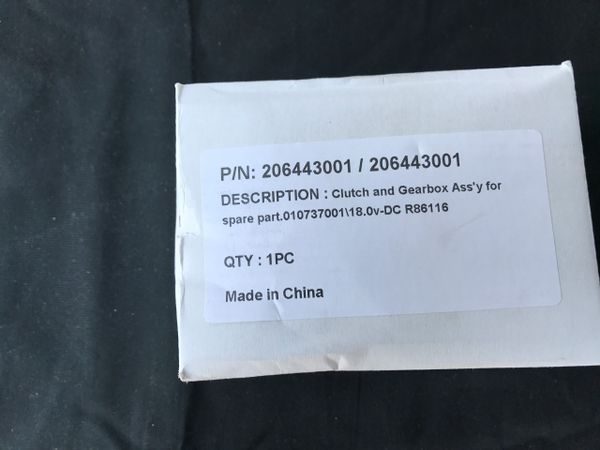 P/N: 206443001 / 206443001
DESCRIPTION : Clutch and Gearbox Ass'y for
spare part.010737001\18.0v-DC R86116
QTY : 1PC
Made in China